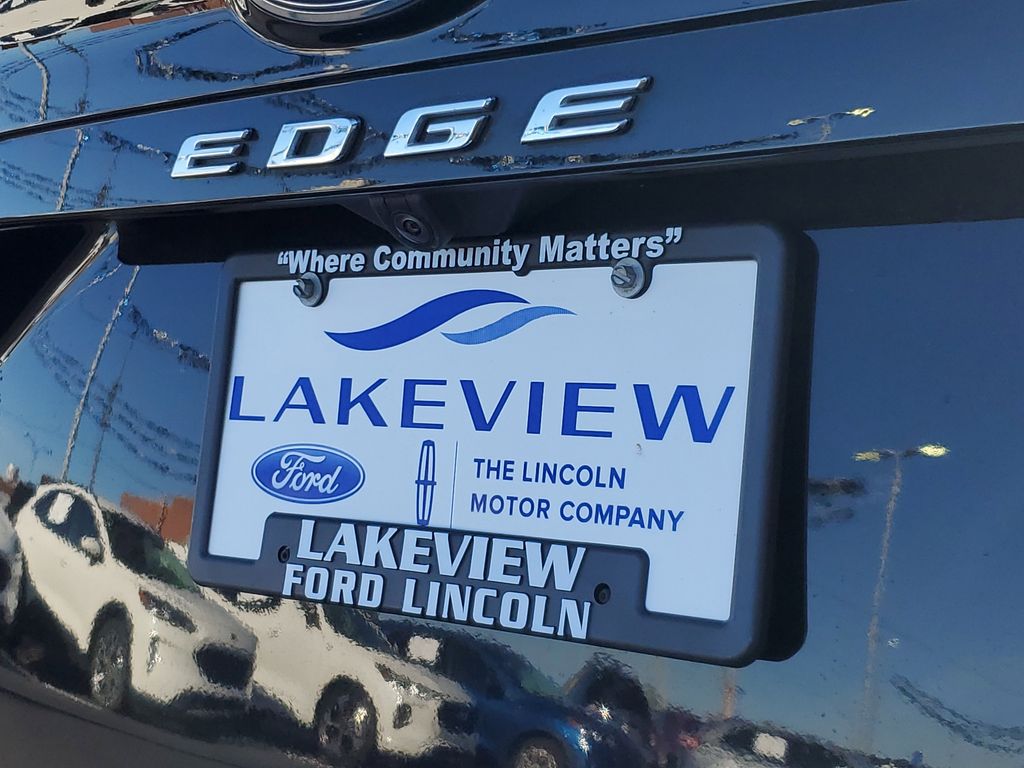 EDGE
"Where Community Matters"
LAKEVIEW
Ford
THE LINCOLN
MOTOR COMPANY
LAKEVIEW
FORD LINCOLN